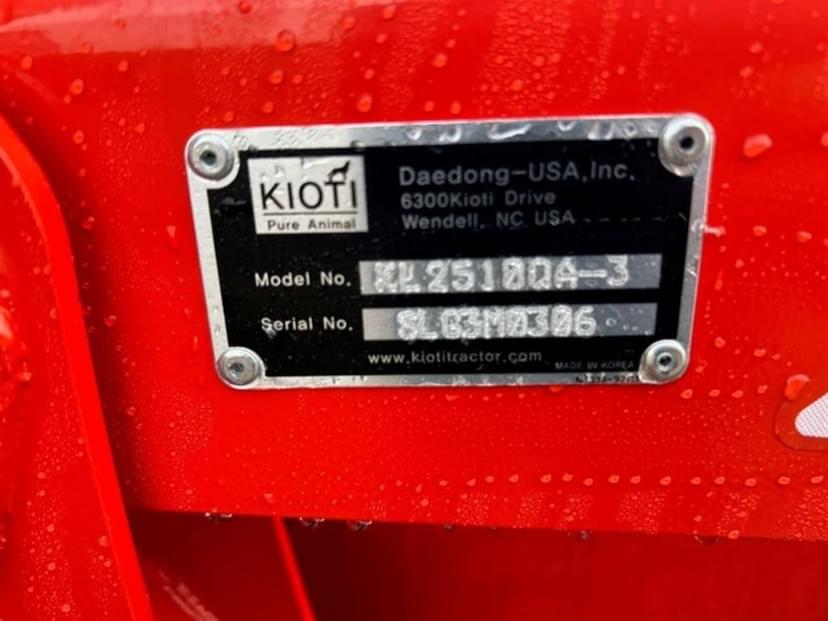 KIOTI
Pure Animal
Daedong-USA,Inc.
6300Kioti Drive
Wendell, NC USA
Model No. KL2510QA-3
Serial No. SLG3M0306
www.kiotitractor.com
MADE IN KOREA